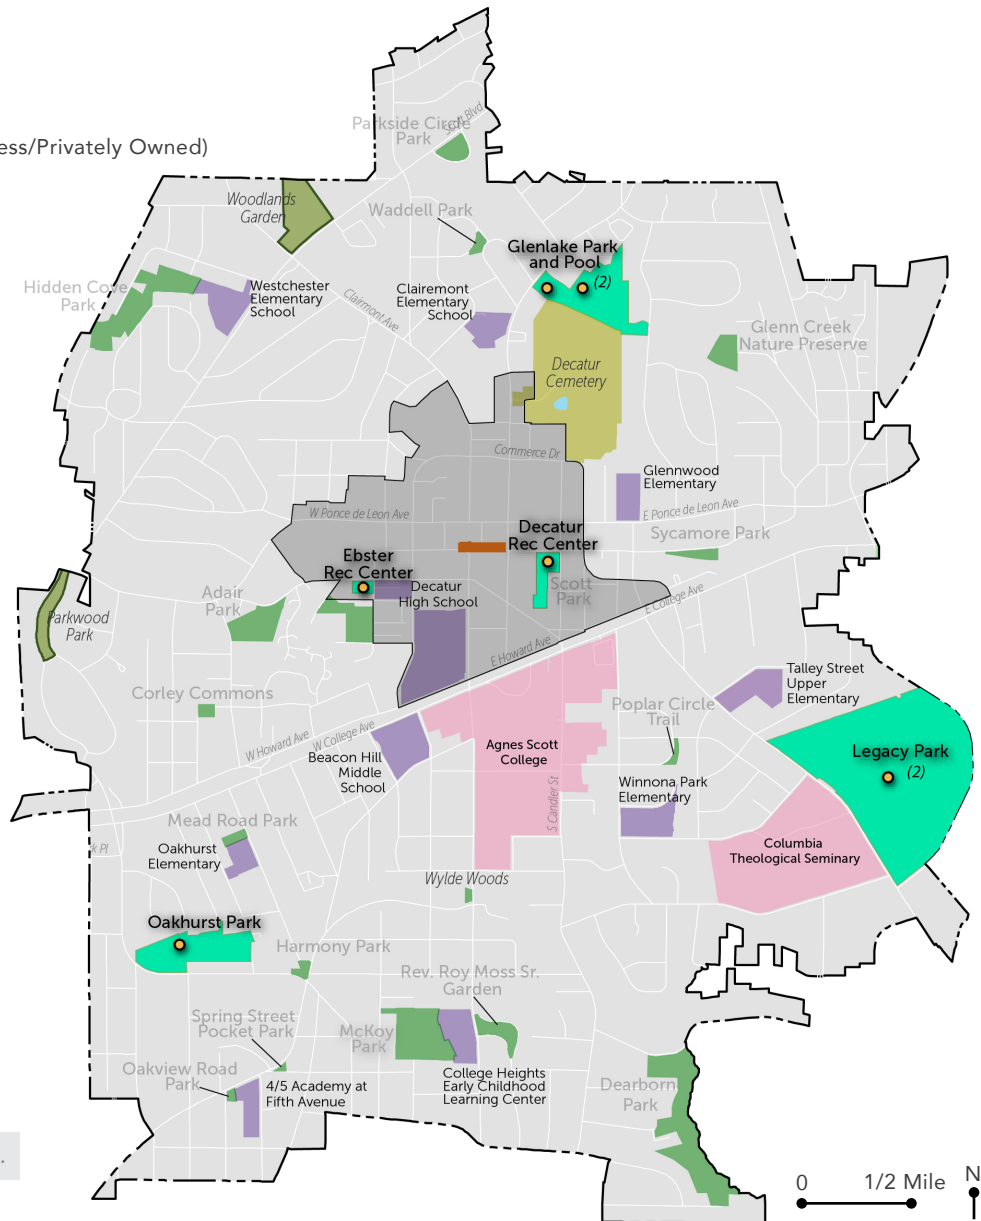 Parkside Circle
Park
Scott Blvd
ess/Privately Owned)
Woodlands
Garden
Waddell Park
Glenlake Park
and Pool
(2)
Hidden Cove
Park
Westchester
Elementary
School
Clairmont Ave
Clairemont
Elementary
School
Glenn Creek
Nature Preserve
Decatur
Cemetery
Commerce Dr
Glennwood
Elementary
W Ponce de Leon Ave
E Ponce de Leon Ave
Decatur
Rec Center
Sycamore Park
Ebster
Rec Center
Decatur
High School
Scott
Park
Adair
Park
E College Ave
Parkwood
Park
E Howard Ave
Corley Commons
Talley Street
Upper
Elementary
Poplar Circle
Trail
W Howard Ave
W College Ave
Agnes Scott
College
Legacy Park
(2)
Beacon Hill
Middle
School
S Candler St
Winnona Park
Elementary
Mead Road Park
k Pl
Oakhurst
Elementary
Columbia
Theological Seminary
Wylde Woods
Oakhurst Park
Harmony Park
Rev. Roy Moss Sr.
Garden
Spring Street
Pocket Park
McKoy
Park
Oakview Road
Park
4/5 Academy at
Fifth Avenue
College Heights
Early Childhood
Learning Center
Dearborn
Park
.
0 1/2 Mile N